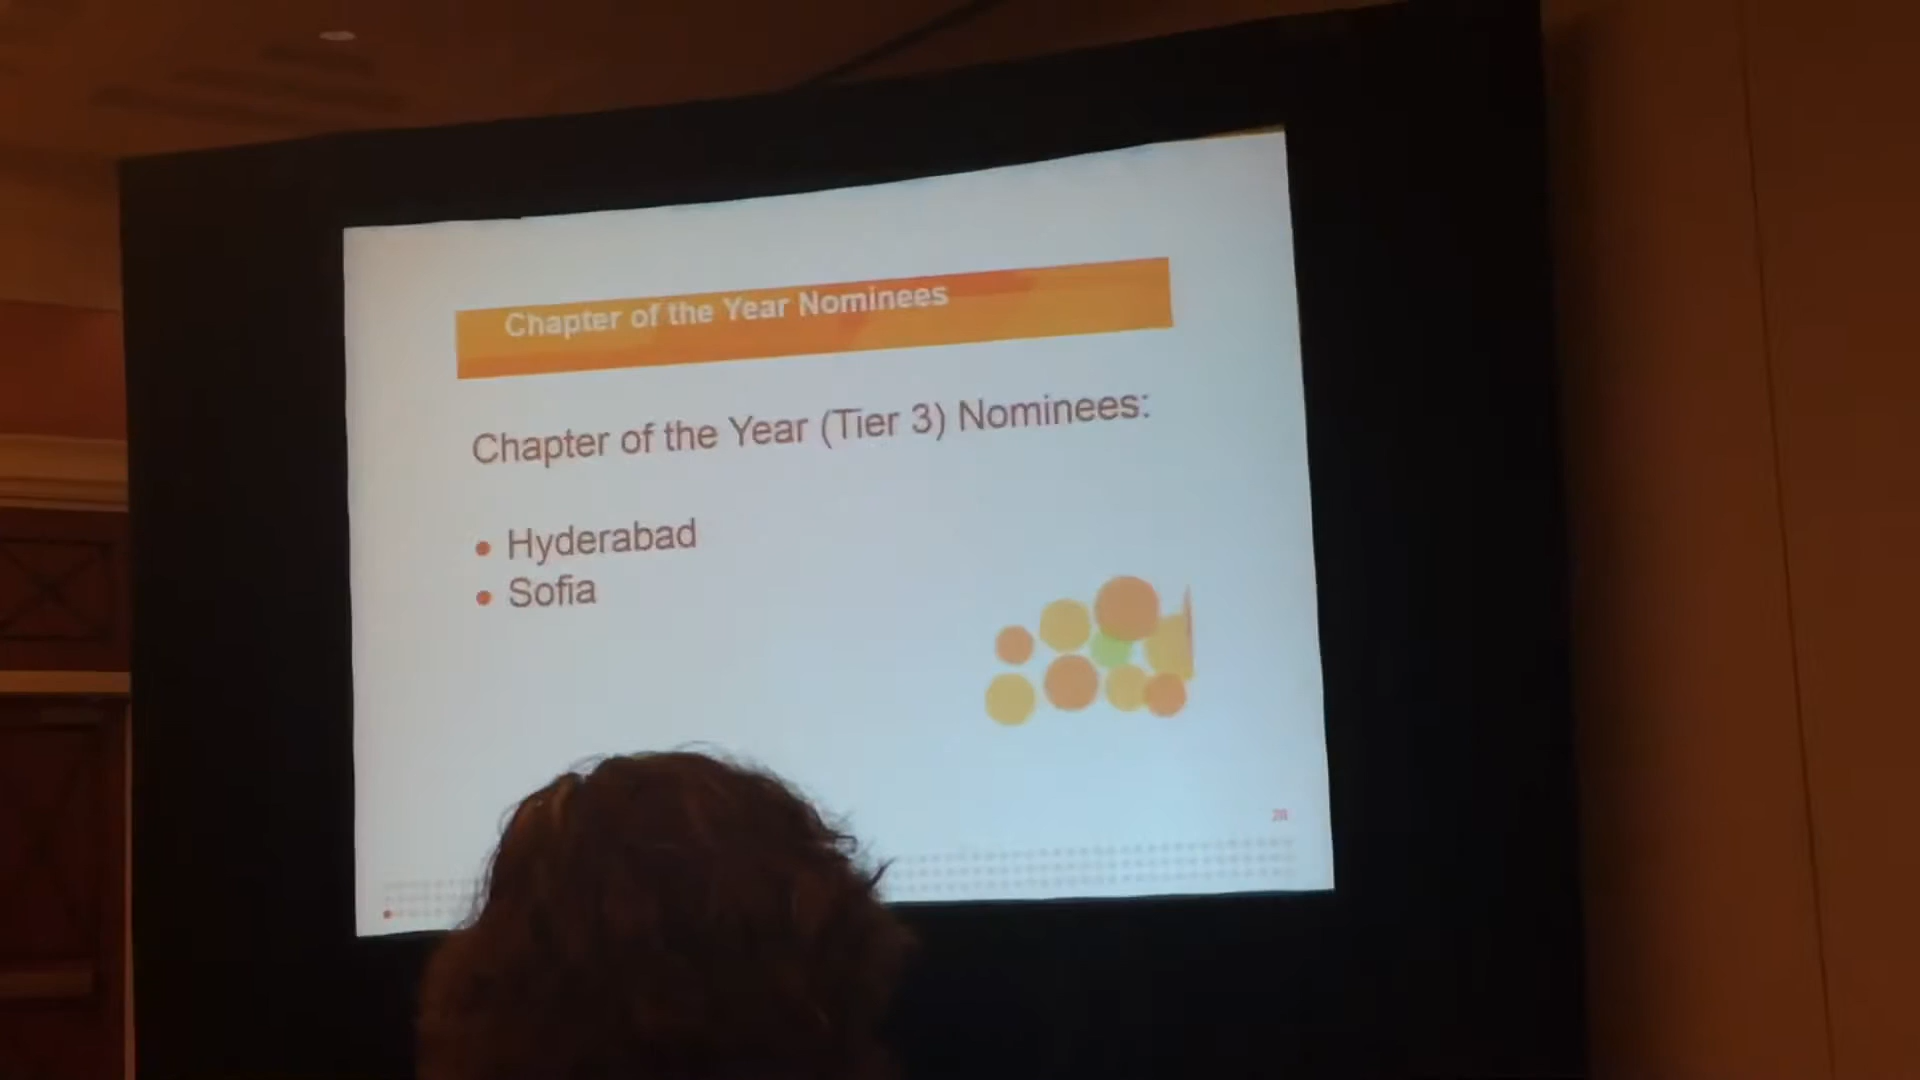 Chapter of the Year Nominees
Chapter of the Year (Tier 3) Nominees:
• Hyderabad
• Sofia